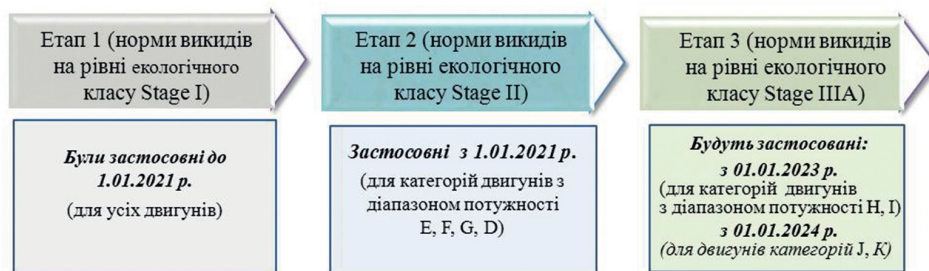 Етап 1 (норми викидів
на рівні екологічного
класу Stage I)
Були застосовні до
1.01.2021 р.
(для усіх двигунів)
Етап 2 (норми викидів
на рівні екологічного
класу Stage II)
Застосовні з 1.01.2021 р.
(для категорій двигунів з
діапазоном потужності
E, F, G, D)
Етап 3 (норми викидів
на рівні екологічного
класу Stage IIIA)
Будуть застосовані:
з 01.01.2023 р.
(для категорій двигунів
з діапазоном потужності H, I)
з 01.01.2024 р.
(для двигунів категорій J, K)